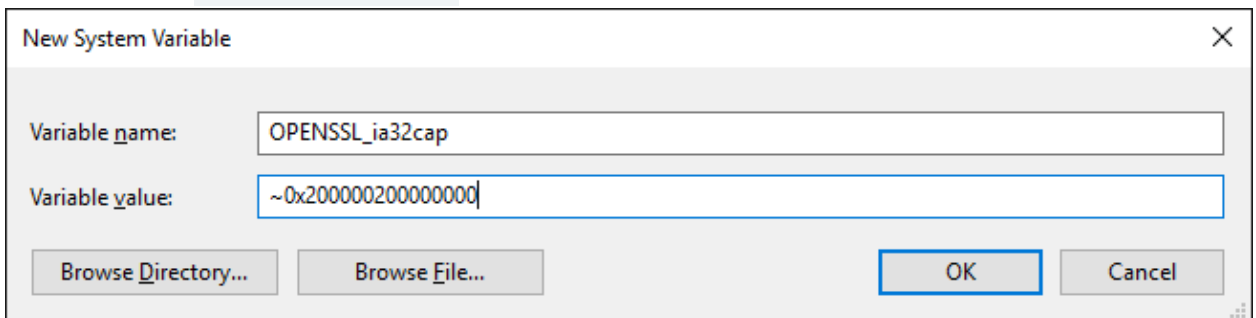 New System Variable
Variable name: OPENSSL_ia32cap
Variable value: ~0x200000200000000
Browse Directory... Browse File... OK Cancel